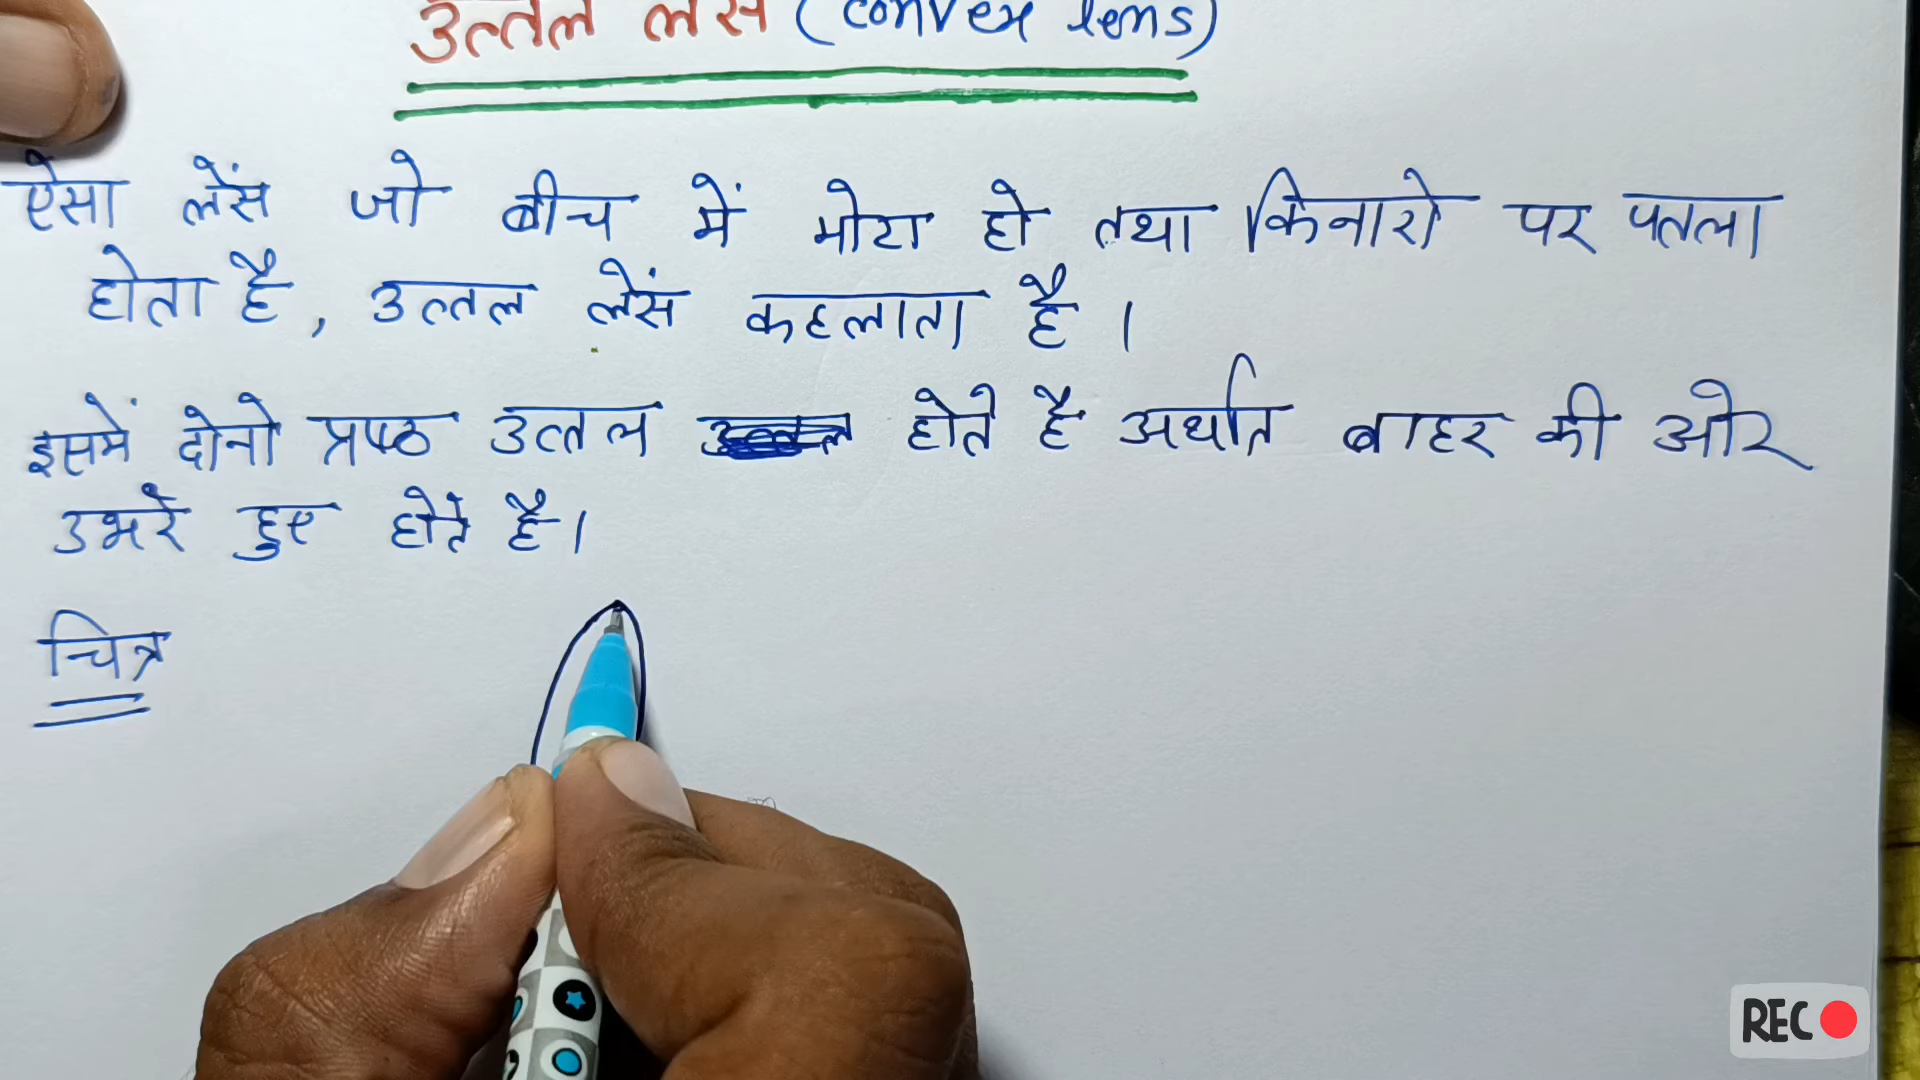 उत्तल लेंस (convex lens)
ऐसा लेंस जो बीच में मोटा हो तथा किनारो पर पतला
होता है, उत्तल लेंस कहलाता है।
इसमें दोनो प्रष्ठ उत्तल होते है अर्थात बाहर की ओर
उभरे हुए होते है।
चित्र
REC